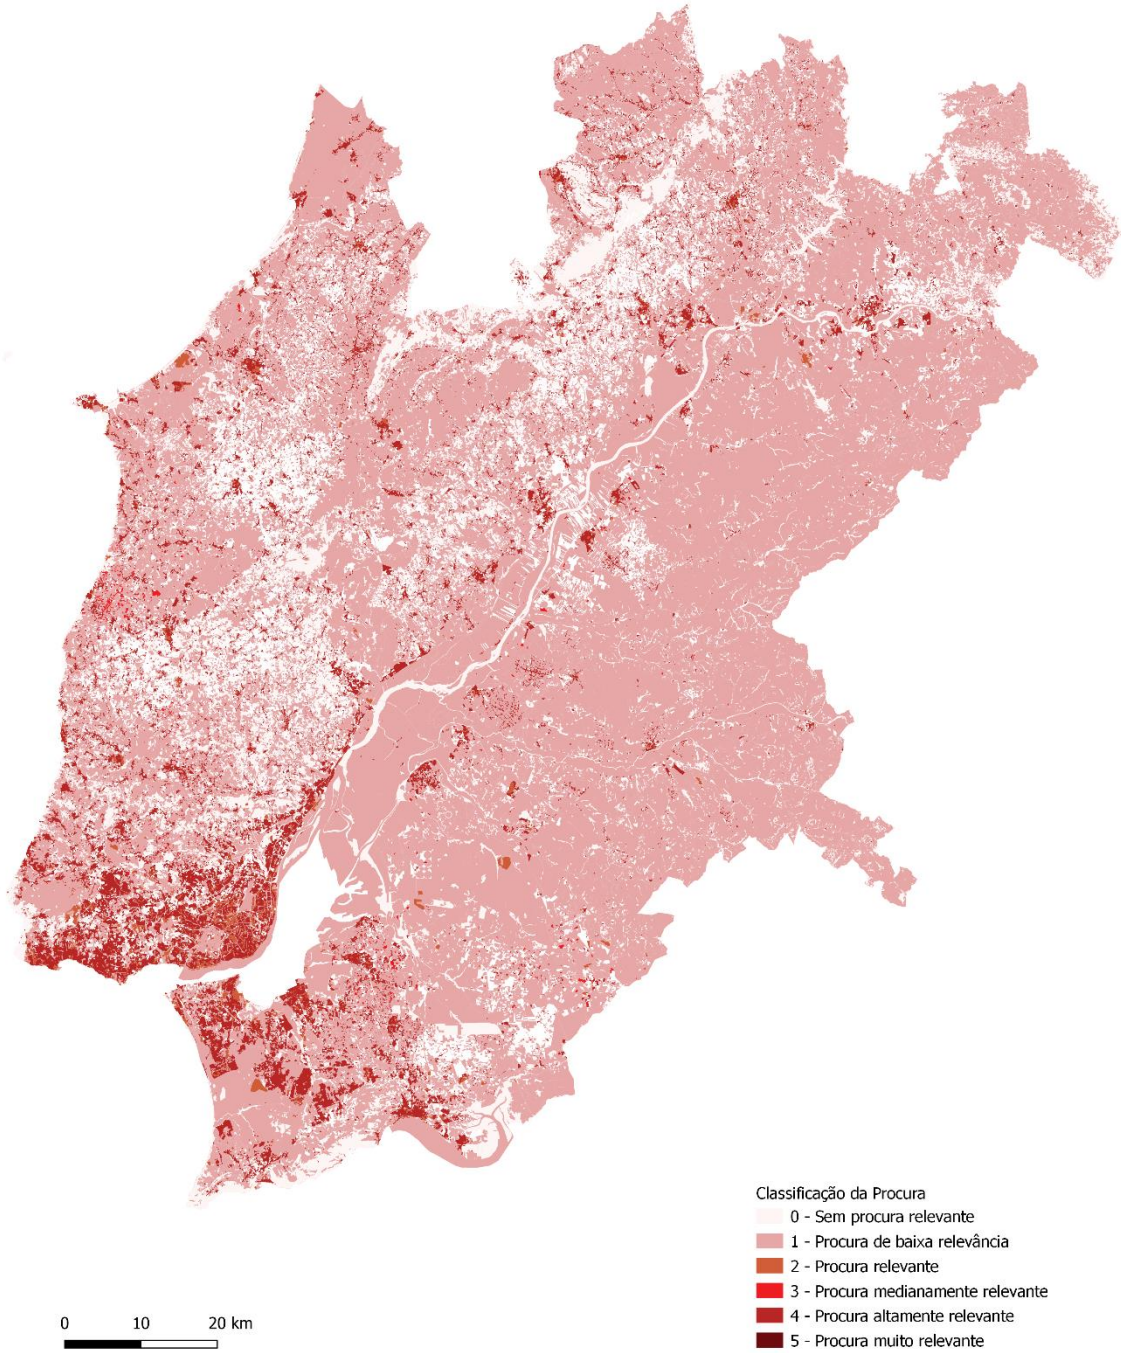 Classificação da Procura
0 - Sem procura relevante
1 - Procura de baixa relevância
2 - Procura relevante
3 - Procura medianamente relevante
4 - Procura altamente relevante
5 - Procura muito relevante
0 10 20 km